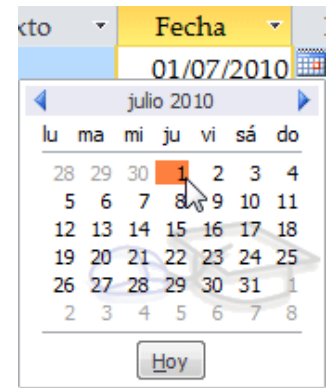 xto Fecha
01/07/2010
julio 2010
lu ma mi ju vi sá do
28 29 30 1 2 3 4
5 6 7 8 9 10 11
12 13 14 15 16 17 18
19 20 21 22 23 24 25
26 27 28 29 30 31 1
2 3 4 5 6 7 8
Hoy